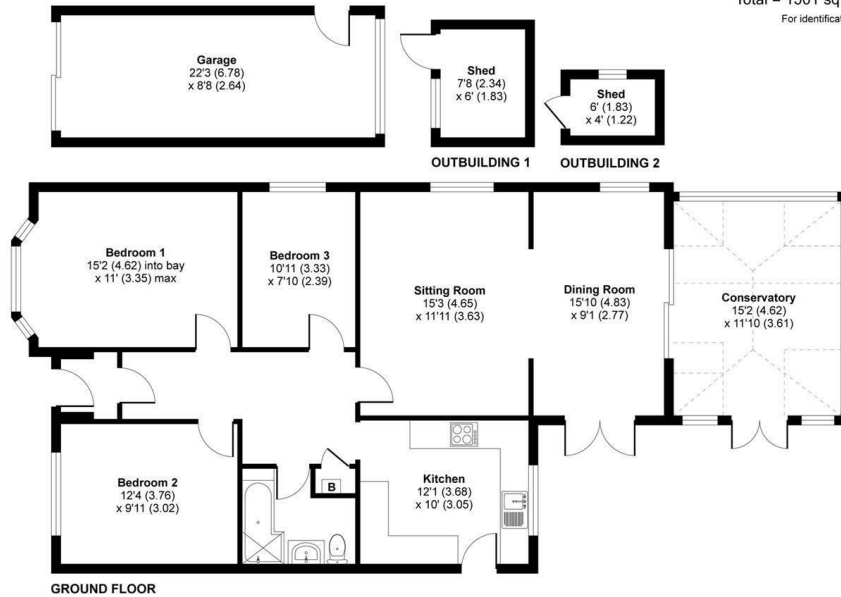 Total = 1501 sq
For identificat
Garage
22'3 (6.78)
x 8'8 (2.64)
Shed
7'8 (2.34)
x 6' (1.83)
Shed
6' (1.83)
x 4' (1.22)
OUTBUILDING 1
OUTBUILDING 2
Bedroom 1
15'2 (4.62) into bay
x 11' (3.35) max
Bedroom 3
10'11 (3.33)
x 7'10 (2.39)
Sitting Room
15'3 (4.65)
x 11'11 (3.63)
Dining Room
15'10 (4.83)
x 9'1 (2.77)
Conservatory
15'2 (4.62)
x 11'10 (3.61)
Bedroom 2
12'4 (3.76)
x 9'11 (3.02)
B
Kitchen
12'1 (3.68)
x 10' (3.05)
GROUND FLOOR